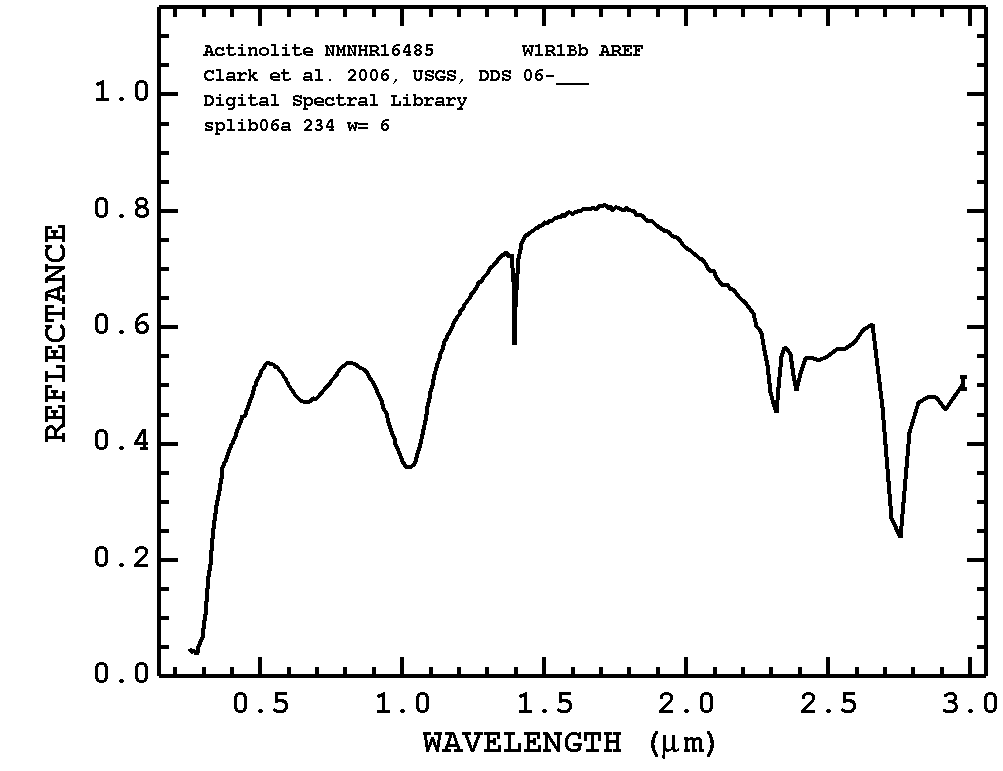 Actinolite NMNHR16485 W1R1Bb AREF
Clark et al. 2006, USGS, DDS 06-___
Digital Spectral Library
splib06a 234 w= 6
1.0
0.8
0.6
0.4
0.2
0.0
REFLECTANCE
0.5 1.0 1.5 2.0 2.5 3.0
WAVELENGTH (μm)